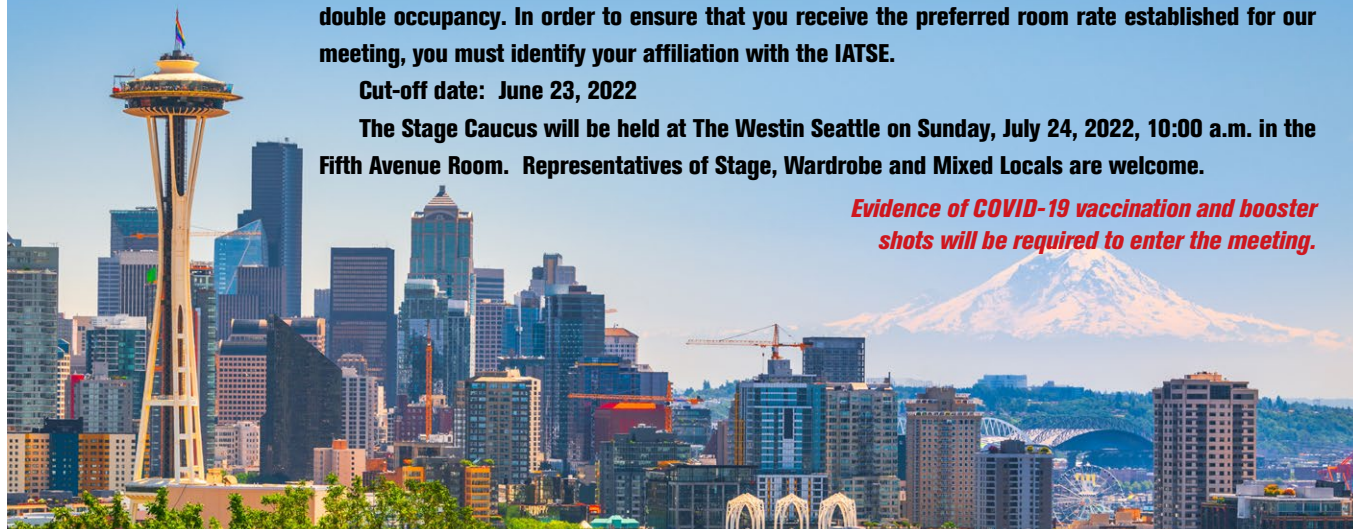 double occupancy. In order to ensure that you receive the preferred room rate established for our
meeting, you must identify your affiliation with the IATSE.
Cut-off date: June 23, 2022
The Stage Caucus will be held at The Westin Seattle on Sunday, July 24, 2022, 10:00 a.m. in the
Fifth Avenue Room. Representatives of Stage, Wardrobe and Mixed Locals are welcome.
Evidence of COVID-19 vaccination and booster
shots will be required to enter the meeting.